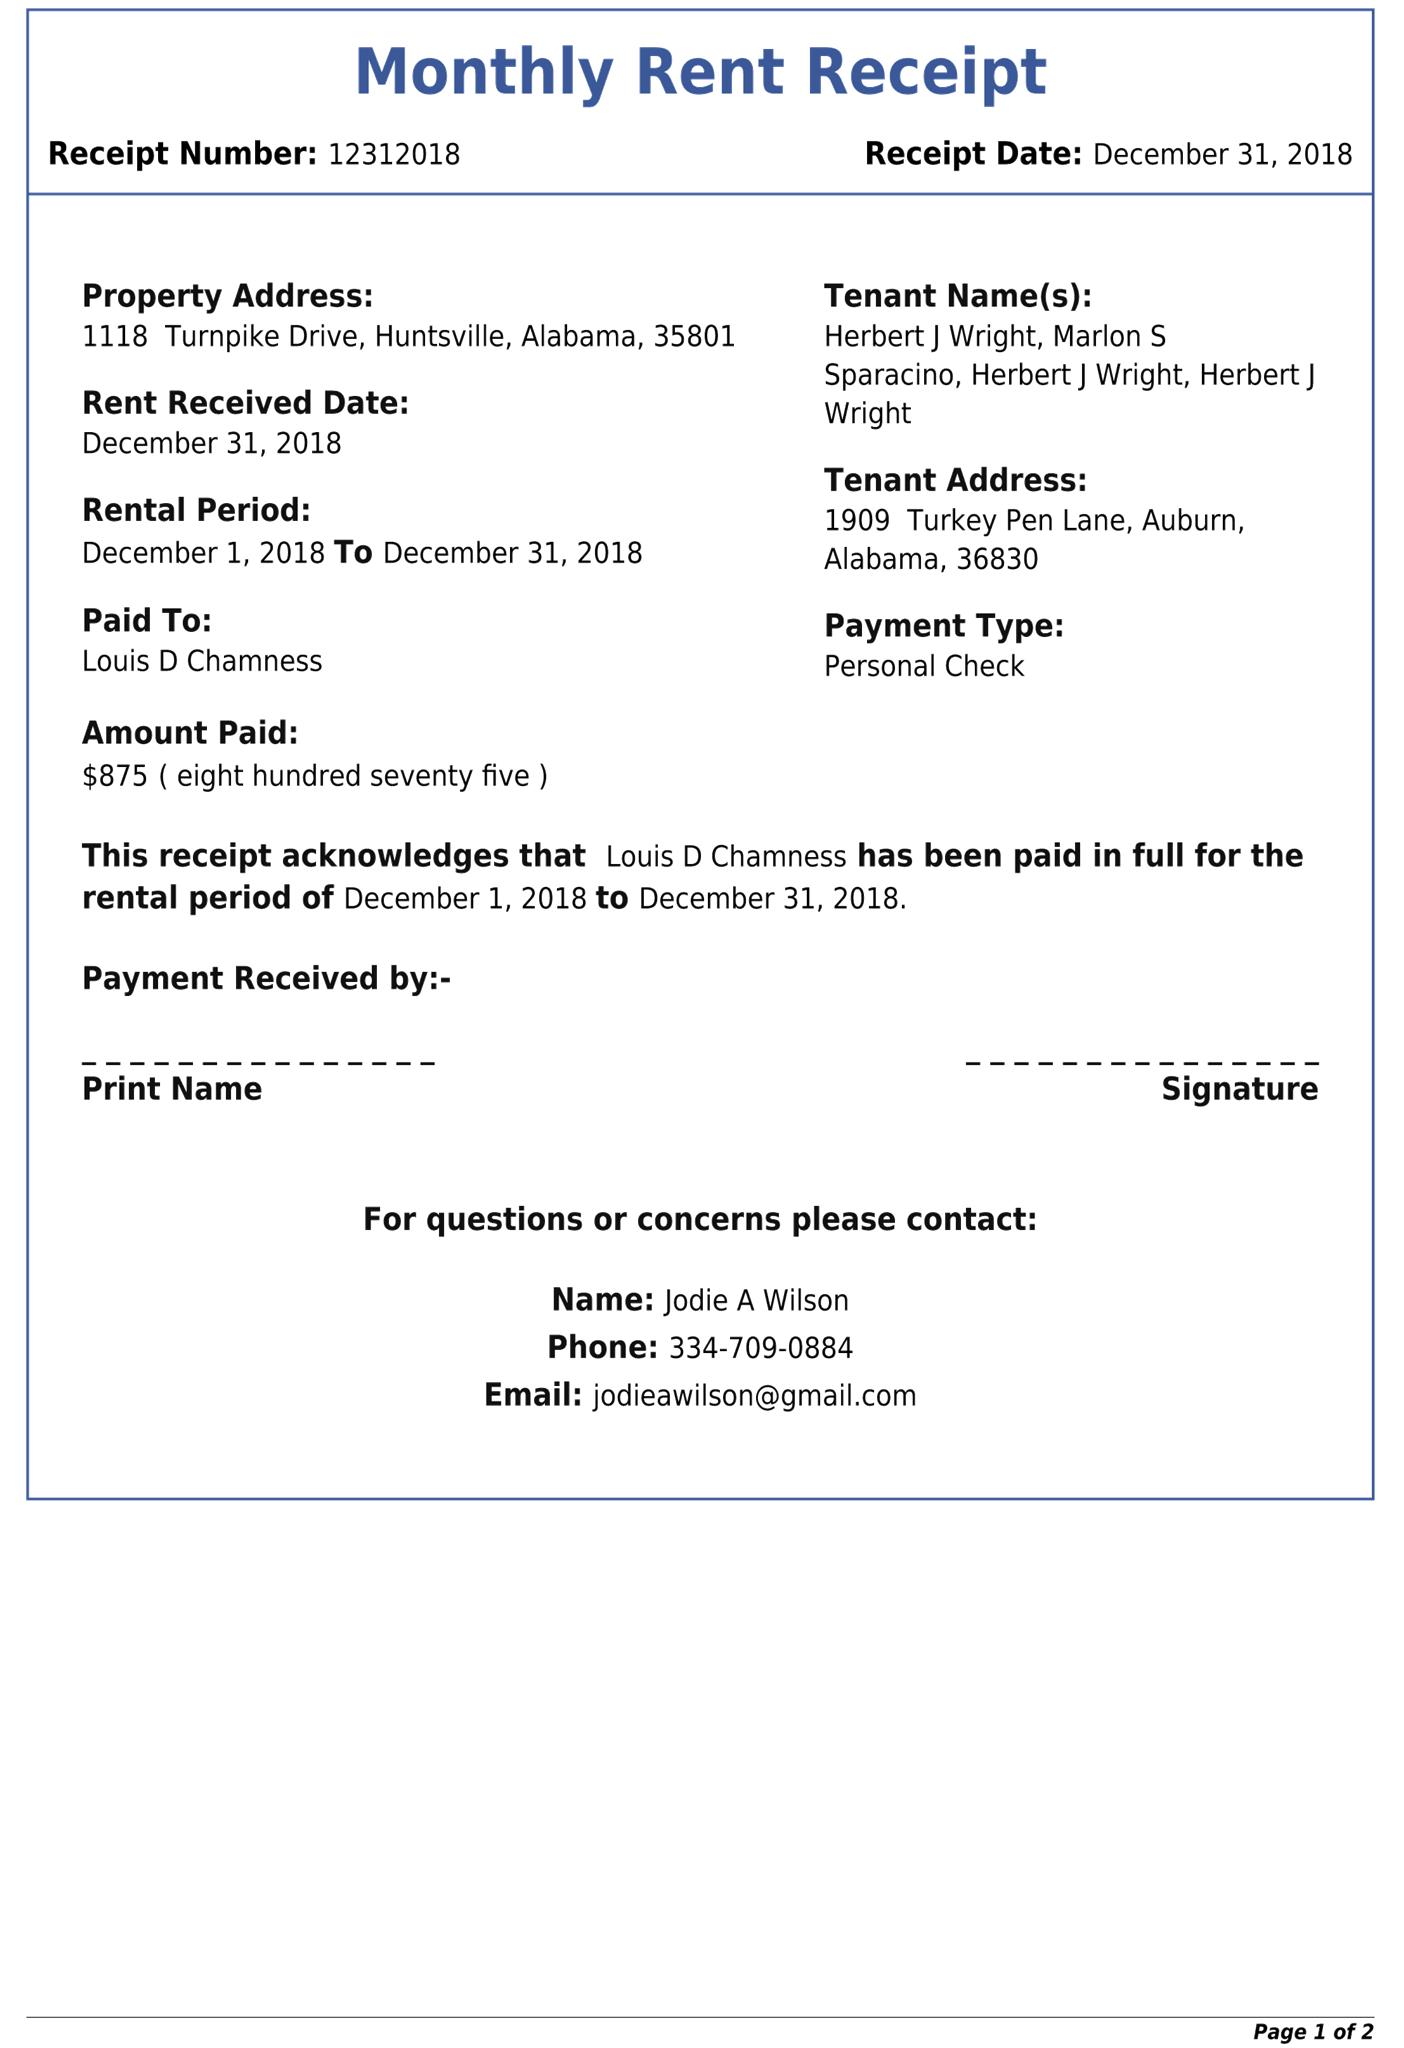 Monthly Rent Receipt
Receipt Number: 12312018
Receipt Date: December 31, 2018
Property Address:
1118  Turnpike Drive, Huntsville, Alabama, 35801
Rent Received Date:
December 31, 2018
Rental Period:
December 1, 2018 To December 31, 2018
Paid To:
Louis D Chamness
Tenant Name(s):
Herbert J Wright, Marlon S
Sparacino, Herbert J Wright, Herbert J
Wright
Tenant Address:
1909  Turkey Pen Lane, Auburn,
Alabama, 36830
Payment Type:
Personal Check
Amount Paid:
$875 ( eight hundred seventy five )
This receipt acknowledges that  Louis D Chamness has been paid in full for the
rental period of December 1, 2018 to December 31, 2018.
Payment Received by:-
_ _ _ _ _ _ _ _ _ _ _ _ _ _ _
Print Name
_ _ _ _ _ _ _ _ _ _ _ _ _ _ _
Signature
For questions or concerns please contact:
Name: Jodie A Wilson
Phone: 334-709-0884
Email: jodieawilson@gmail.com
Page 1 of 2